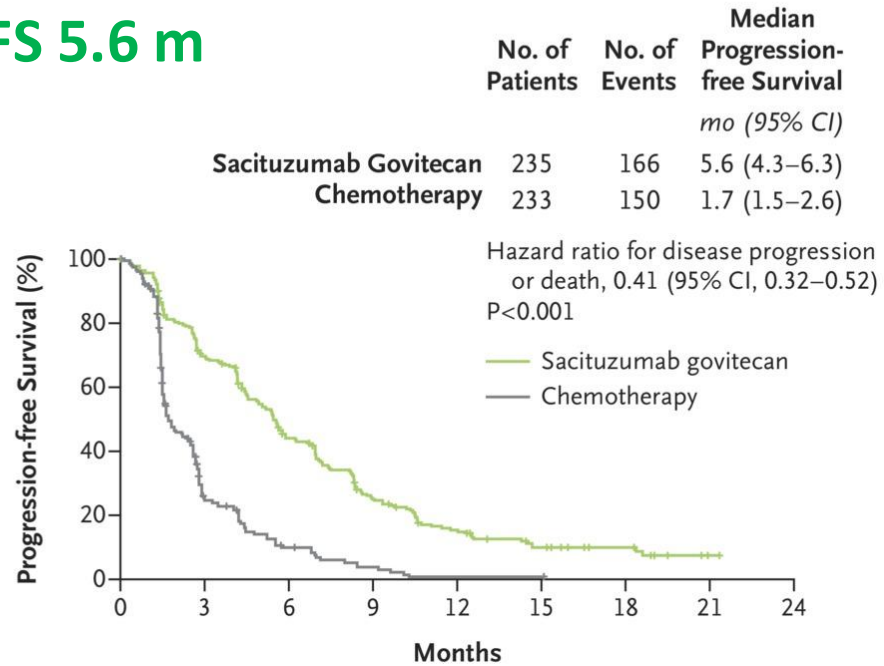 FS 5.6 m
Median
No. of No. of Progression-
Patients Events free Survival
mo (95% CI)
Sacituzumab Govitecan 235 166 5.6 (4.3–6.3)
Chemotherapy 233 150 1.7 (1.5–2.6)
Hazard ratio for disease progression
or death, 0.41 (95% CI, 0.32–0.52)
P<0.001
Sacituzumab govitecan
Chemotherapy
Progression-free Survival (%)
100
80
60
40
20
0
0 3 6 9 12 15 18 21 24
Months